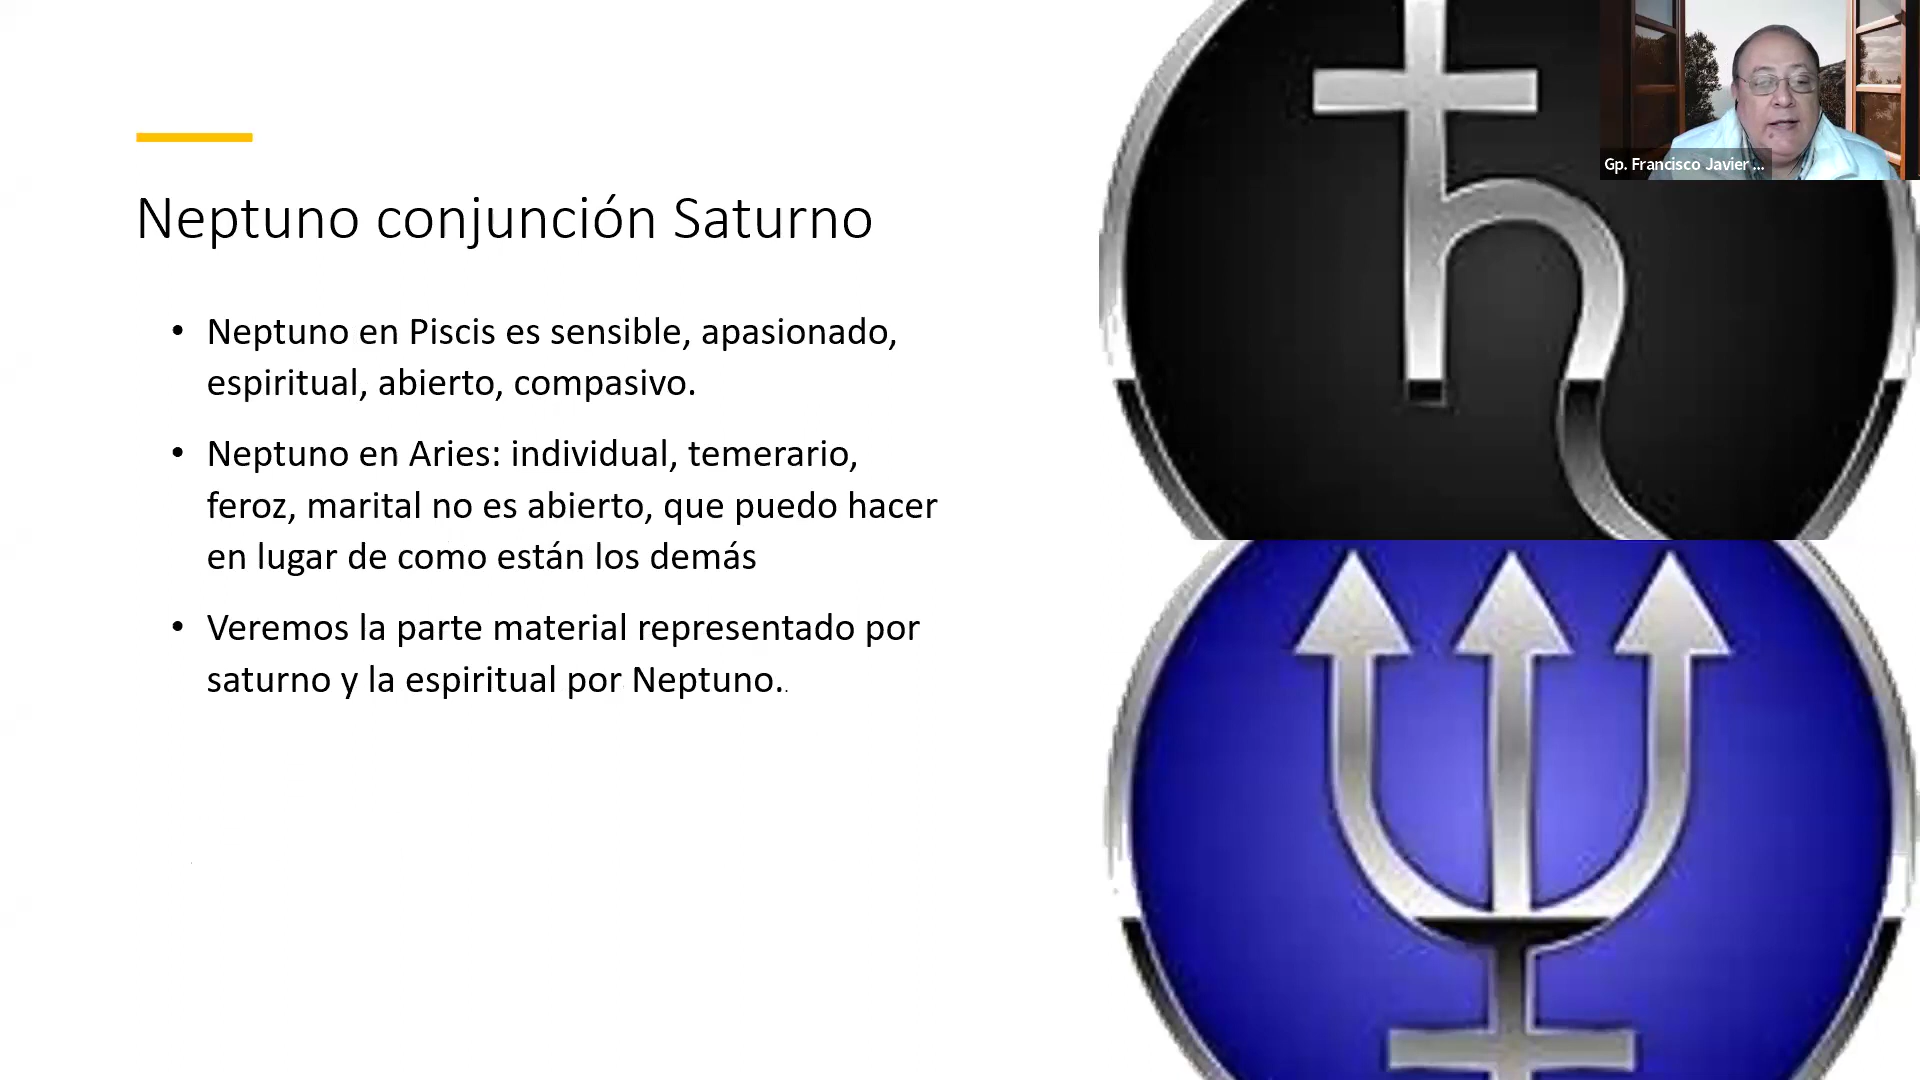 Gp. Francisco Javier ...
Neptuno conjunción Saturno
• Neptuno en Piscis es sensible, apasionado,
espiritual, abierto, compasivo.
• Neptuno en Aries: individual, temerario,
feroz, marital no es abierto, que puedo hacer
en lugar de como están los demás
• Veremos la parte material representado por
saturno y la espiritual por Neptuno..